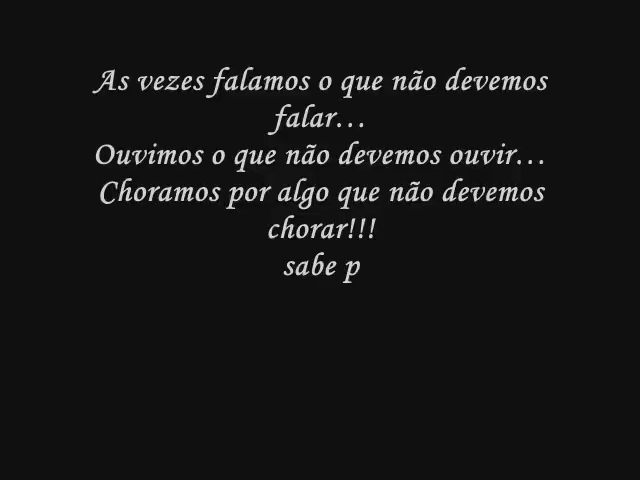 As vezes falamos o que não devemos
falar...
Ouvimos o que não devemos ouvir...
Choramos por algo que não devemos
chorar!!!
sabe p